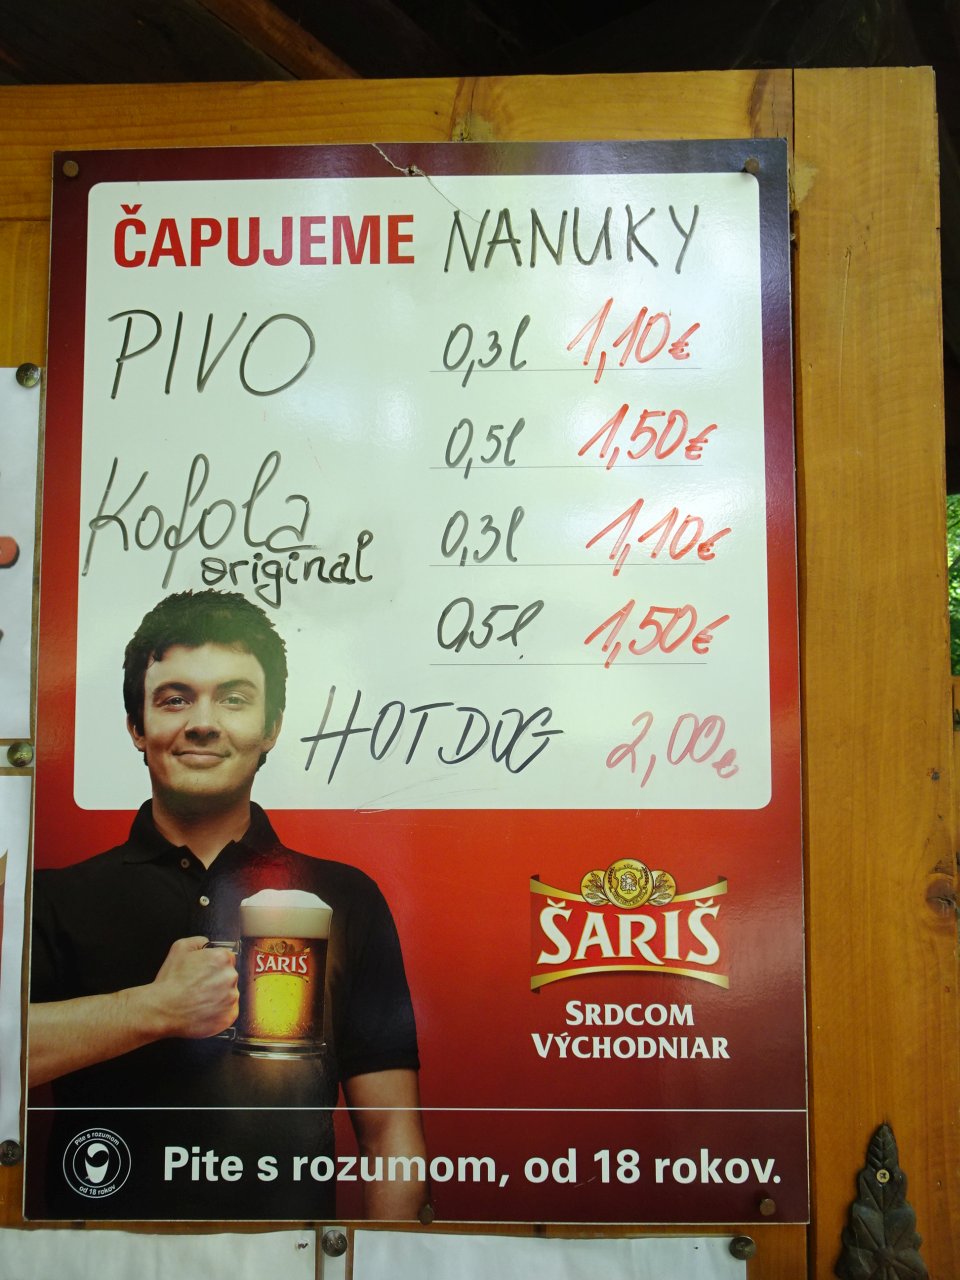 ČAPUJEME NANUKY
PIVO 0,3l 1,10€
0,5l 1,50€
Kofola original 0,3l 1,10€
0,5l 1,50€
HOTDOG 2,00€
ŠARIŠ
ŠARIŠ
SRDCOM
VÝCHODNIAR
Pite s rozumom
od 18 rokov
Pite s rozumom, od 18 rokov.